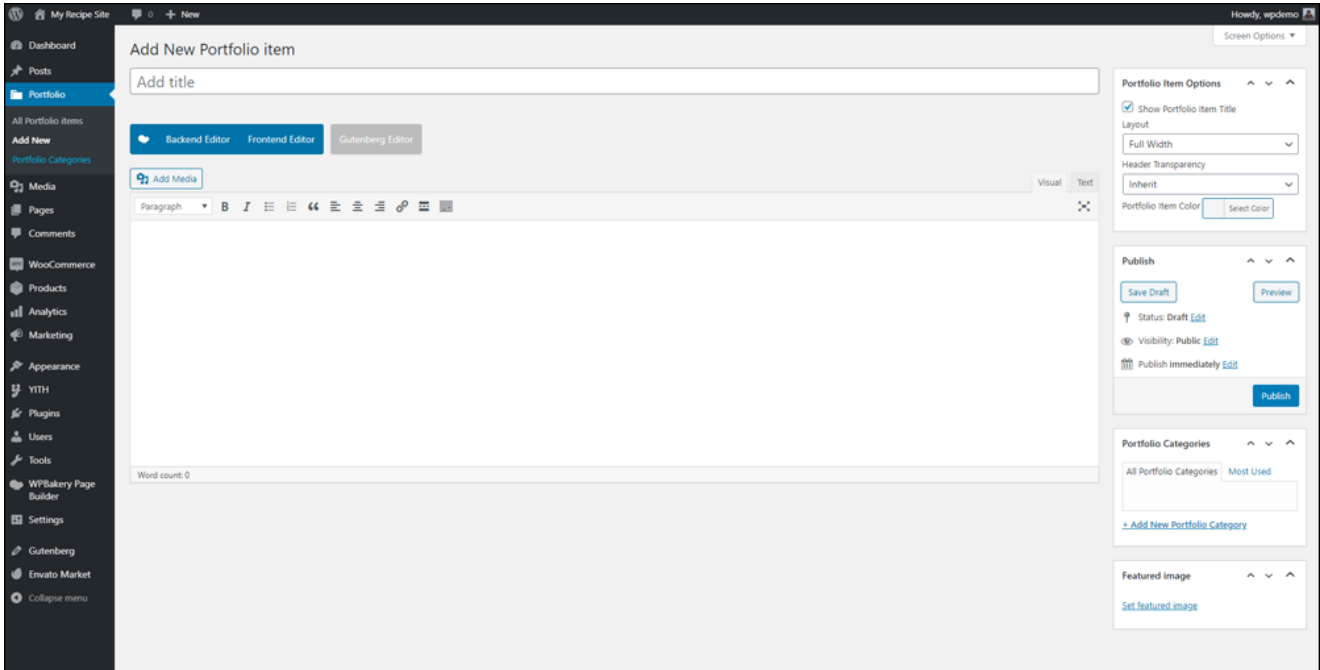 My Recipe Site 0 + New Howdy, wpdemo
Screen Options ▼
Dashboard
Posts
Portfolio
All Portfolio items
Add New
Portfolio Categories
Media
Pages
Comments
WooCommerce
Products
Analytics
Marketing
Appearance
YITH
Plugins
Users
Tools
WPBakery Page
Builder
Settings
Gutenberg
Envato Market
Collapse menu
Add New Portfolio item
Add title
Backend Editor Frontend Editor Gutenberg Editor
Add Media
Visual Text
Paragraph ▼ B I
Word count: 0
Portfolio Item Options
Show Portfolio Item Title
Layout
Full Width
Header Transparency
Inherit
Portfolio Item Color Select Color
Publish
Save Draft Preview
Status: Draft Edit
Visibility: Public Edit
Publish immediately Edit
Publish
Portfolio Categories
All Portfolio Categories Most Used
+ Add New Portfolio Category
Featured image
Set featured image